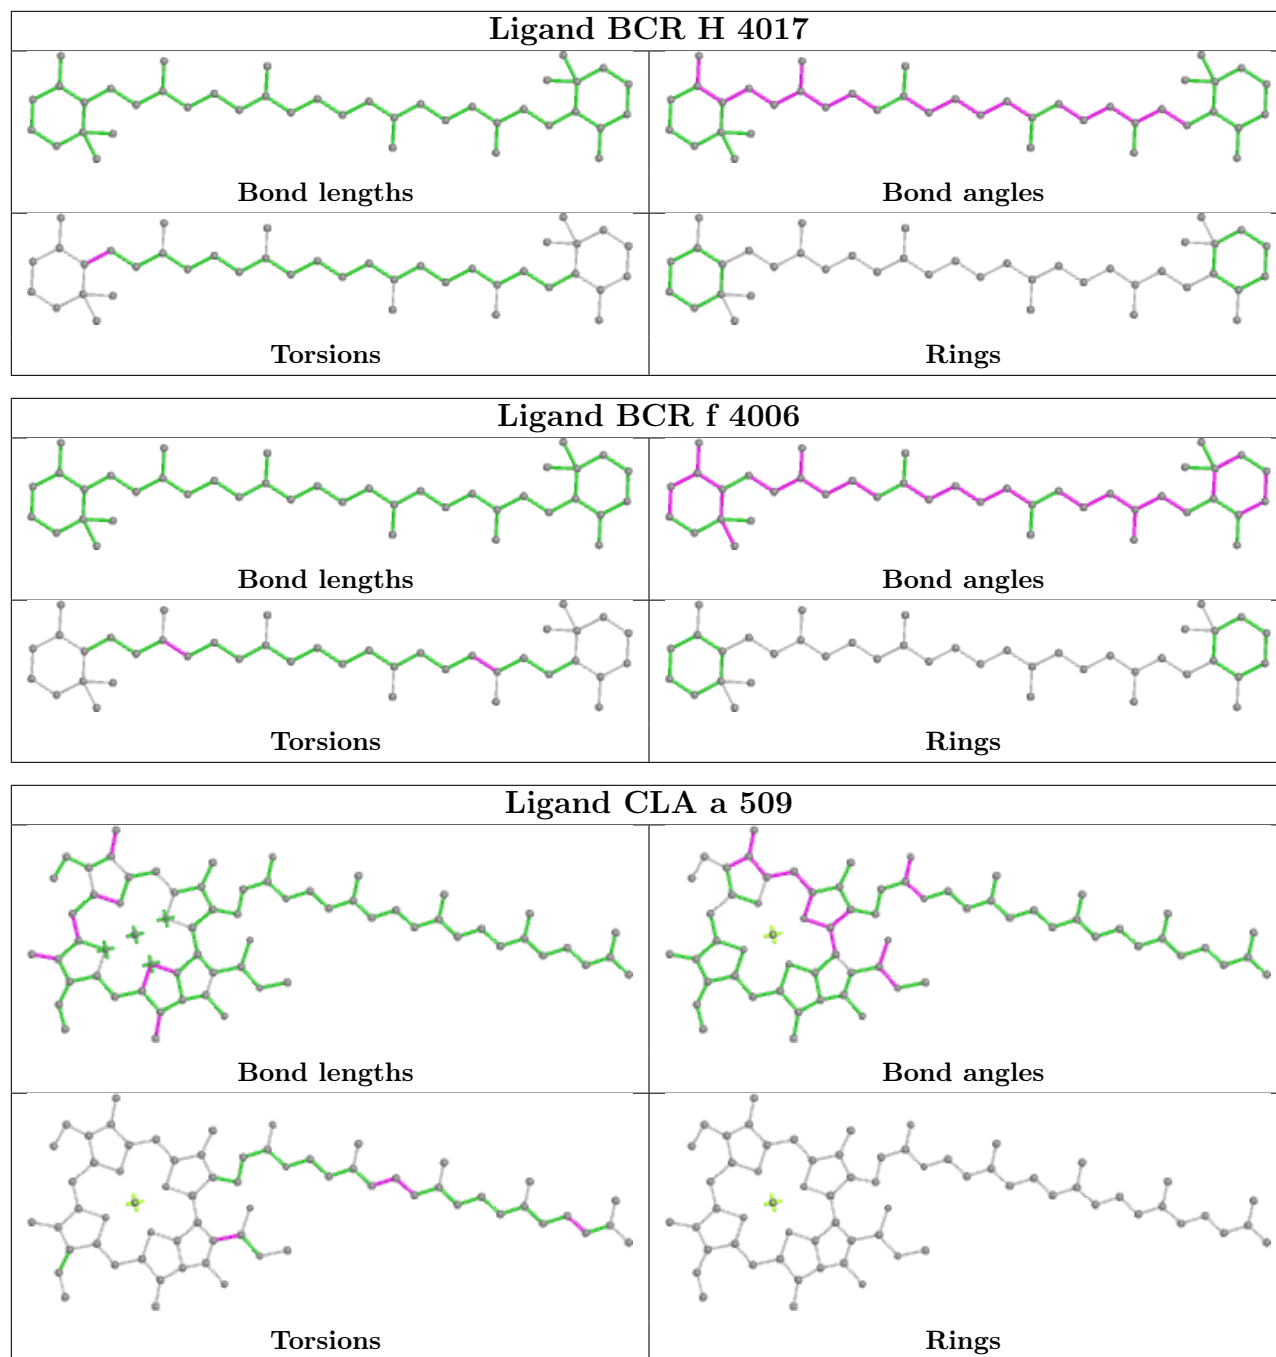 Ligand BCR H 4017
Bond lengths
Bond angles
Torsions
Rings
Ligand BCR f 4006
Bond lengths
Bond angles
Torsions
Rings
Ligand CLA a 509
Bond lengths
Bond angles
Torsions
Rings